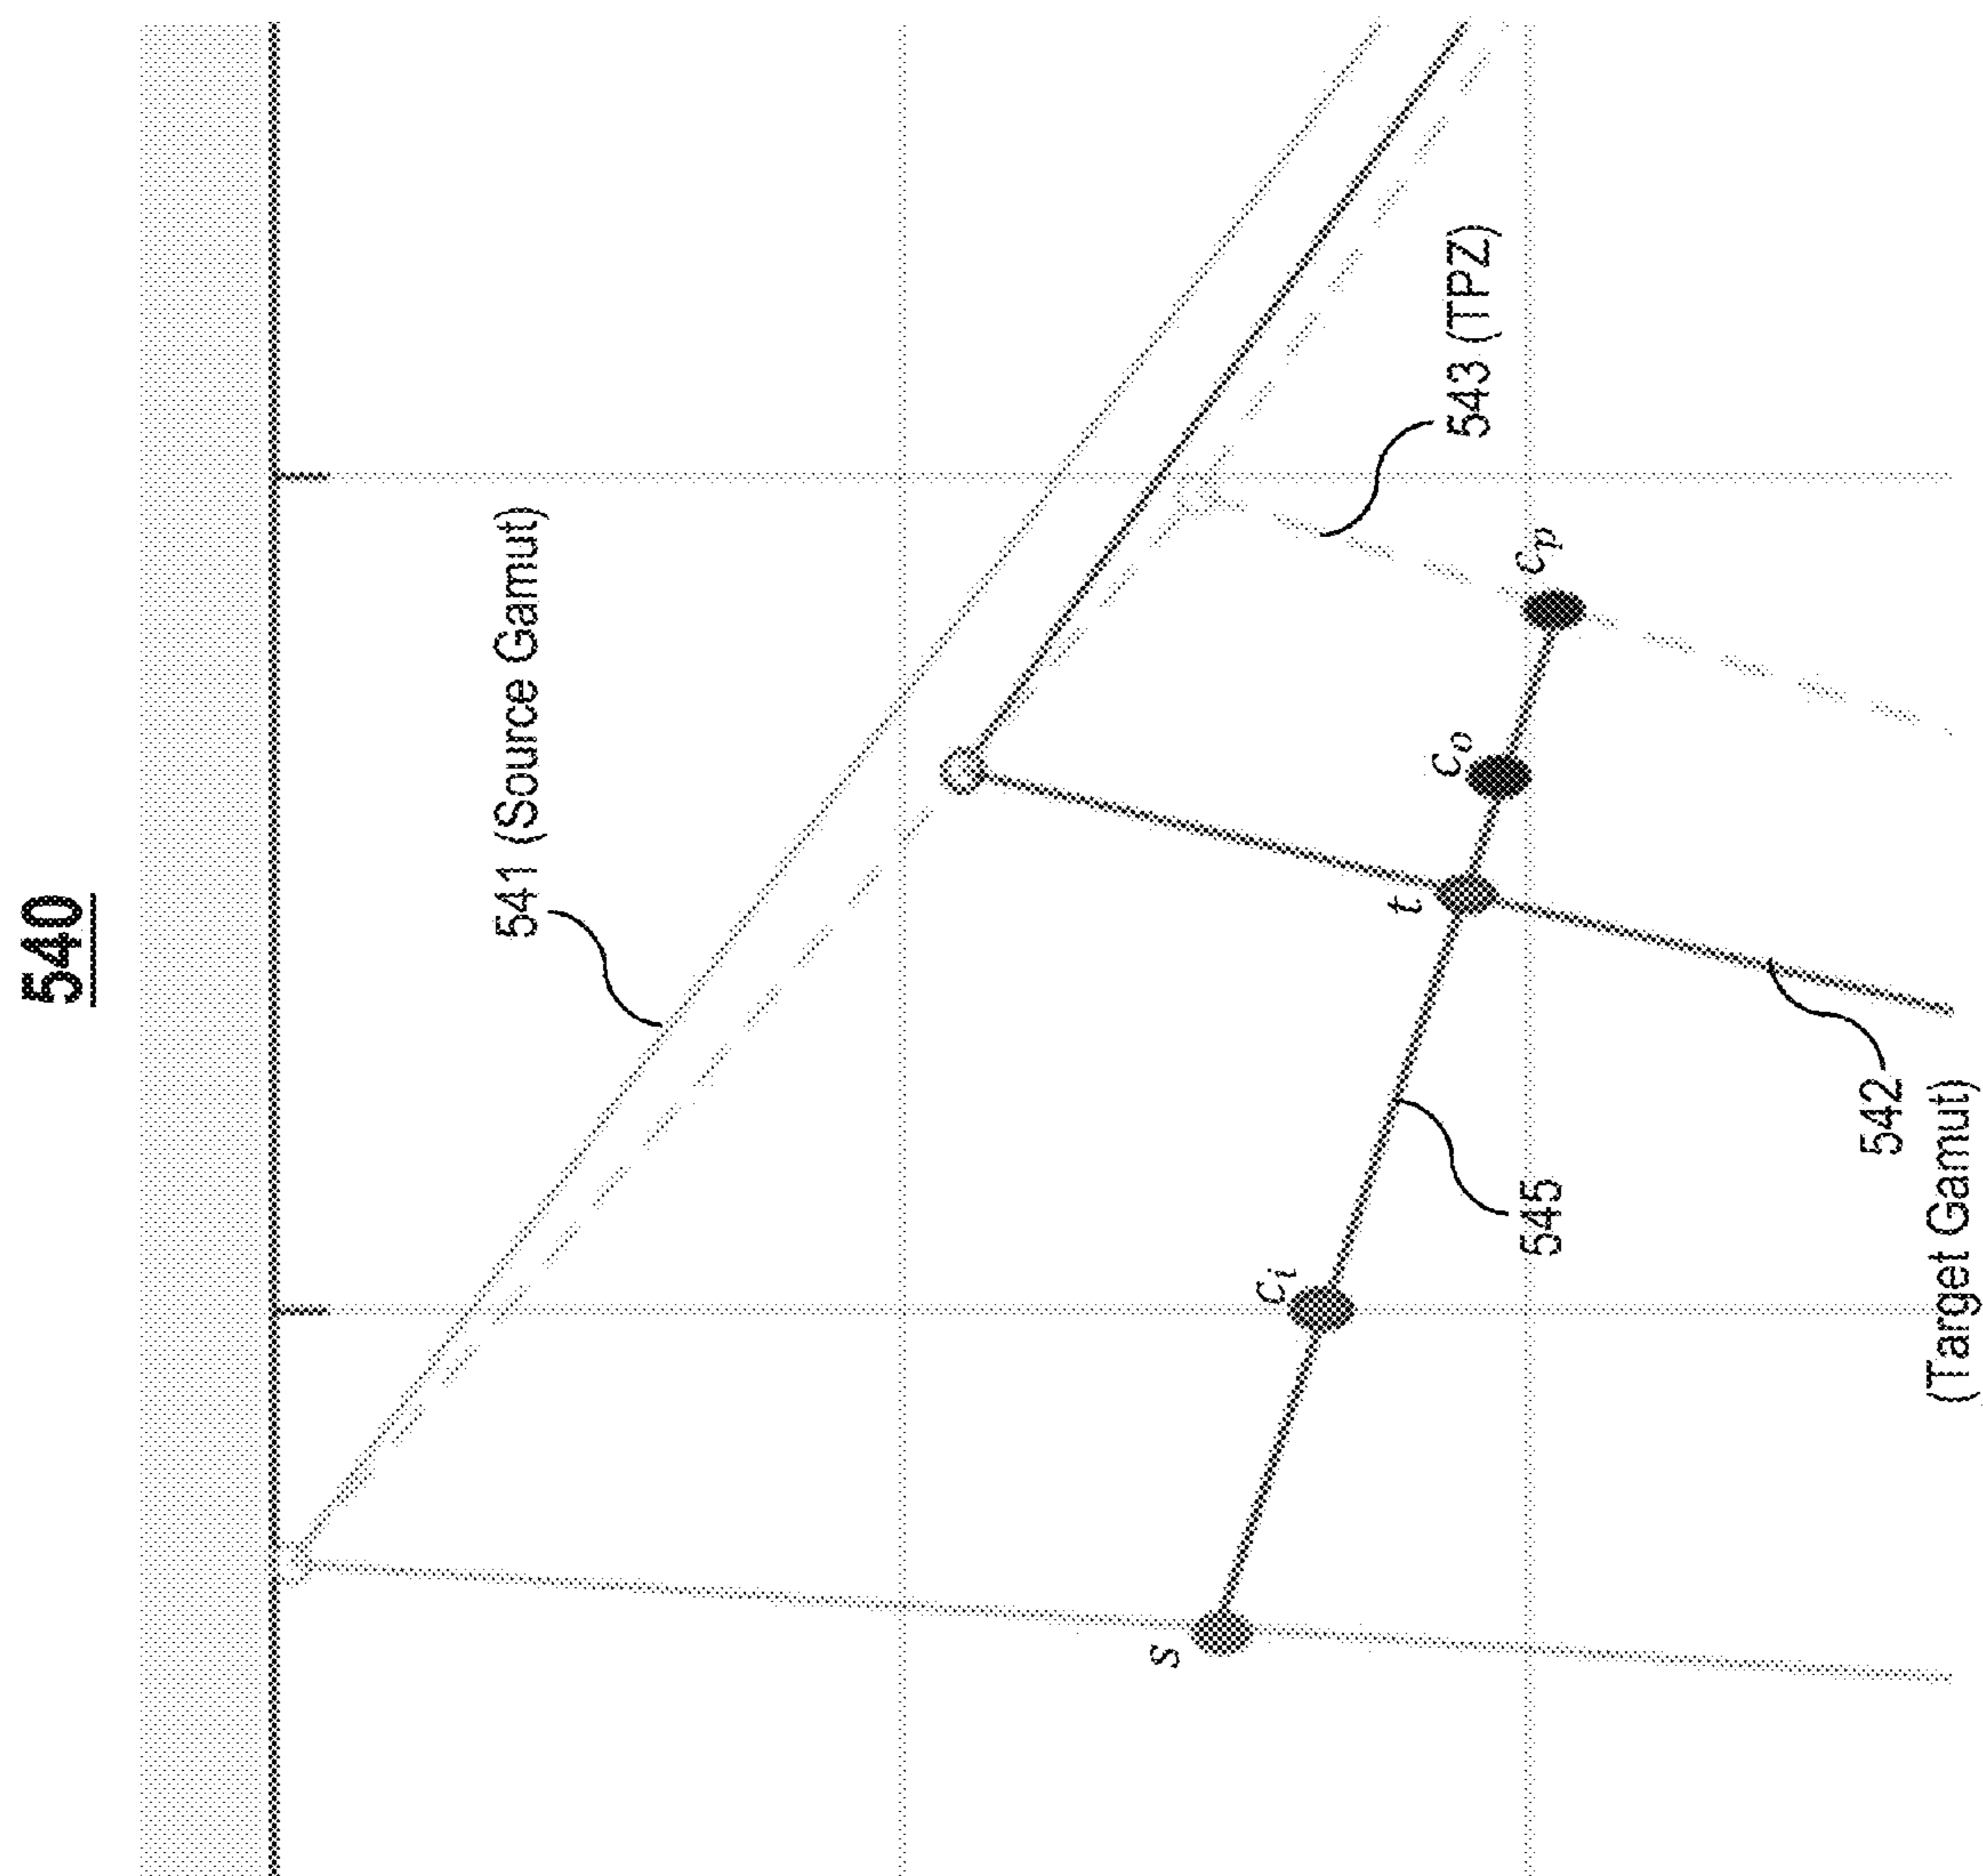 540
541 (Source Gamut)
543 (TPZ)
c_p
c_o
t
542
(Target Gamut)
545
c_i
s